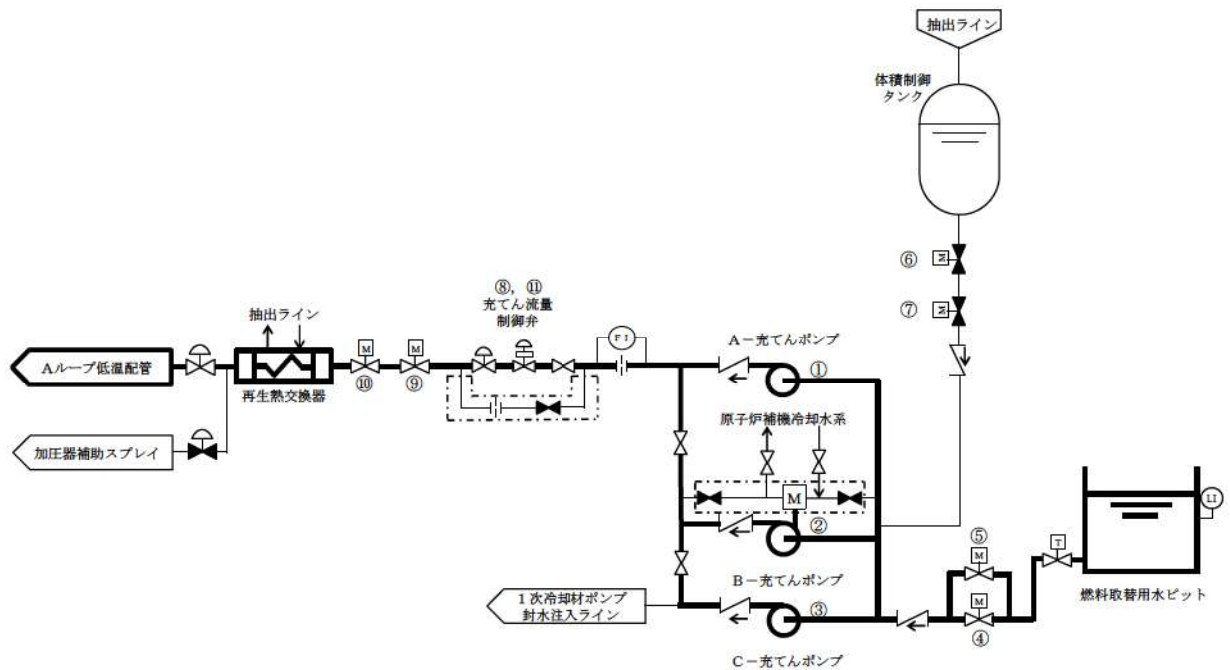 抽出ライン
体積制御
タンク
⑥
M
⑦
M
⑧,⑪
充てん流量
制御弁
抽出ライン
FI
A-充てんポンプ
①
M
M
Aループ低温配管
再生熱交換器
⑩
⑨
原子炉補機冷却水系
加圧器補助スプレイ
M
②
LI
⑤
M
T
B-充てんポンプ
1次冷却材ポンプ
封水注入ライン
③
M
④
燃料取替用水ピット
C-充てんポンプ